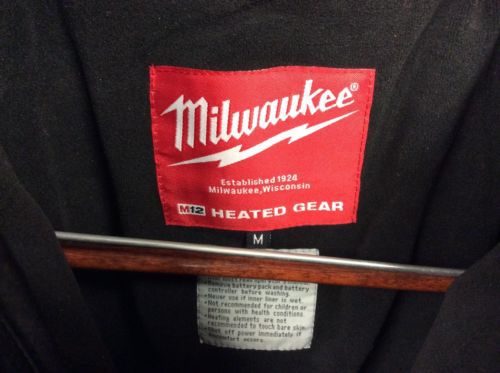 Milwaukee®
Established 1924
Milwaukee, Wisconsin
M12 HEATED GEAR
M
•Remove battery pack and battery
controller before washing.
•Never use if inner liner is wet.
•Not recommended for children or
persons with health conditions.
•Heating elements are not
recommended to touch bare skin.
Shut off power immediately if
discomfort occurs.